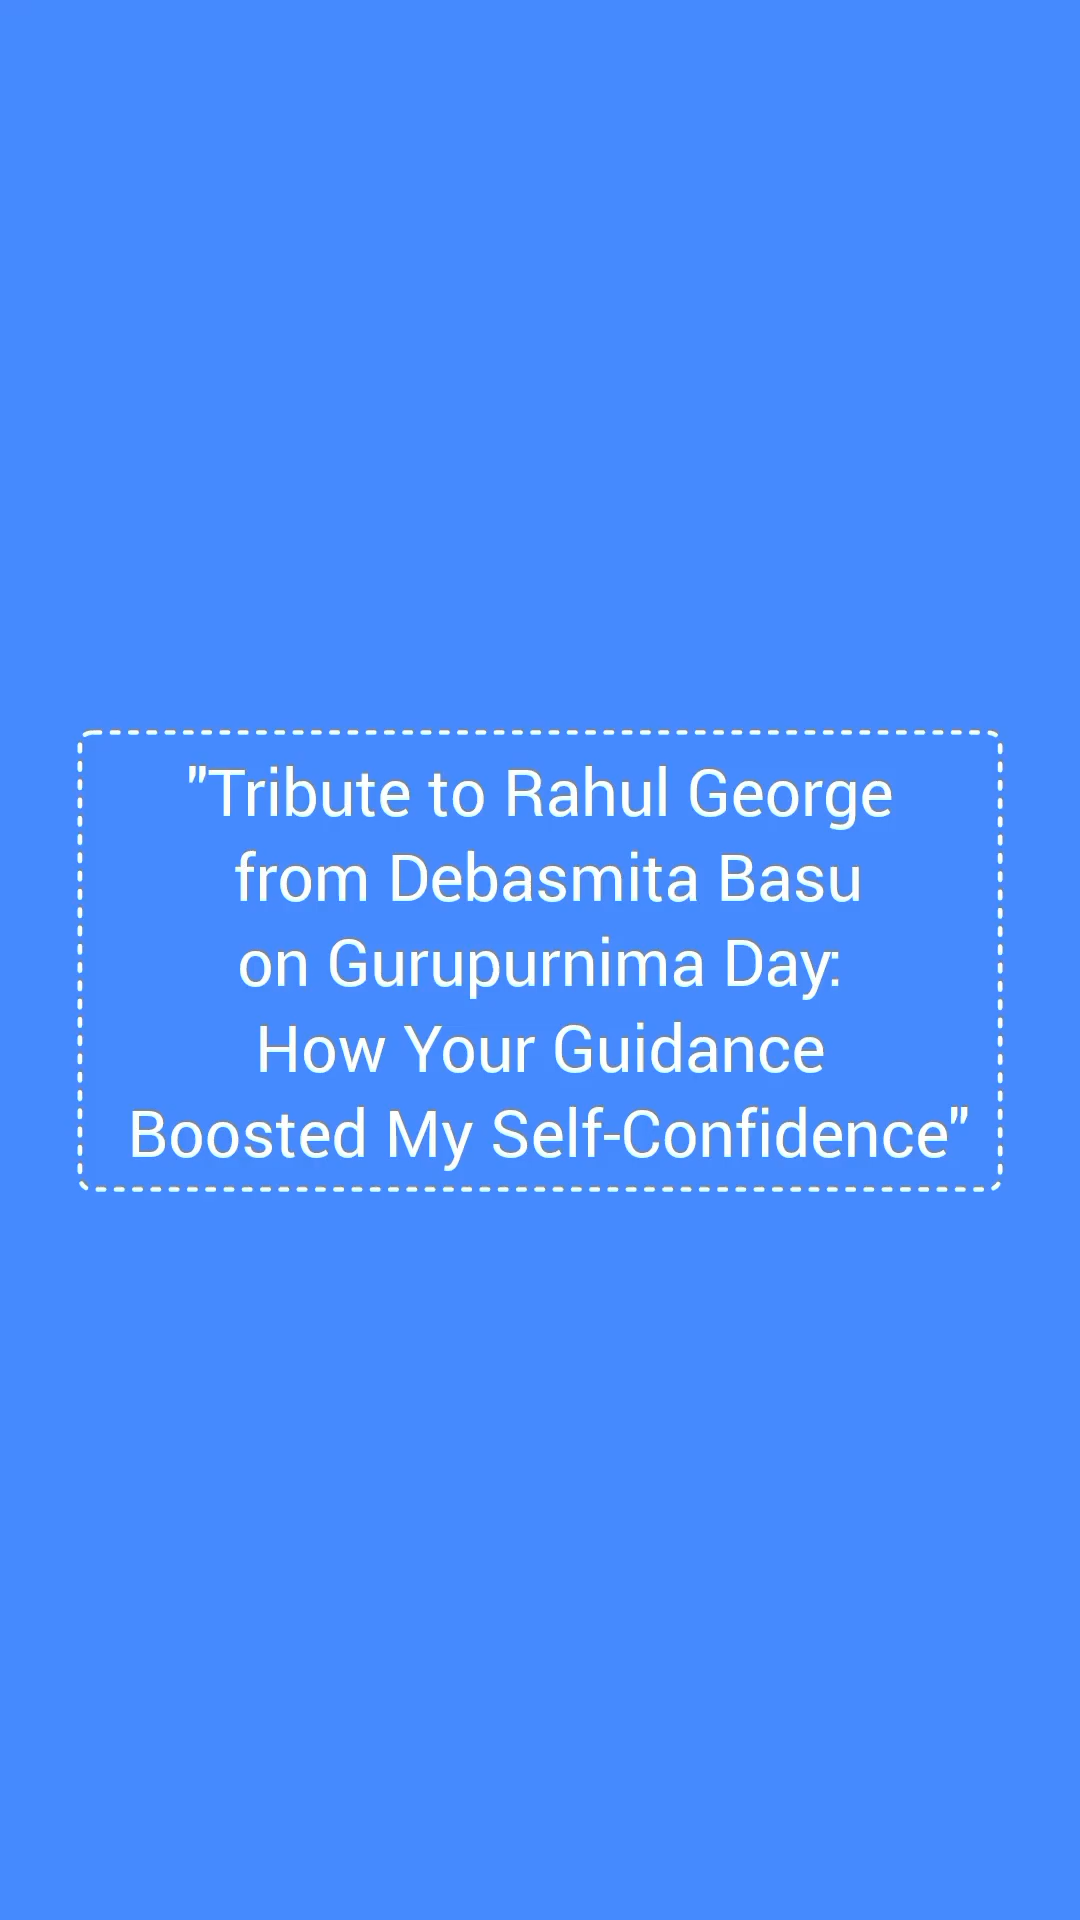 "Tribute to Rahul George
from Debasmita Basu
on Gurupurnima Day:
How Your Guidance
Boosted My Self-Confidence"